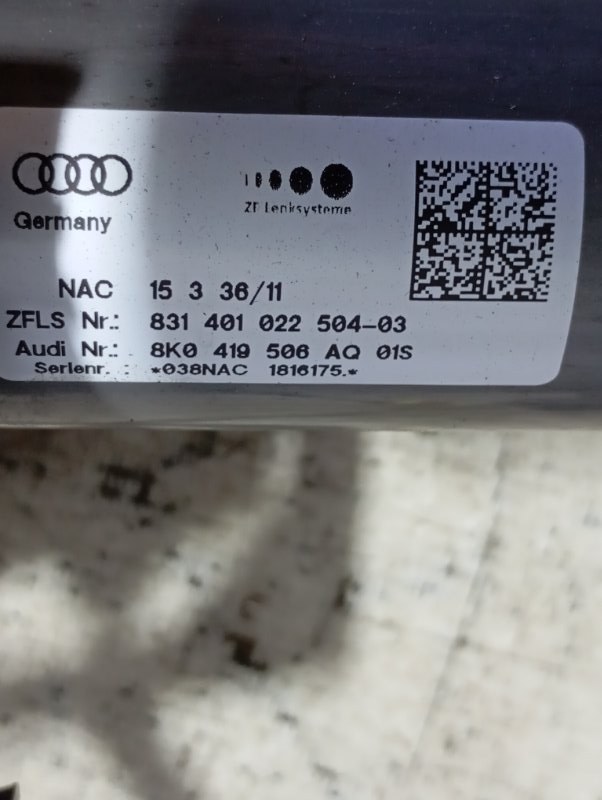 Germany
ZF Lenksysteme
NAC 15 3 36/11
ZFLS Nr.: 831 401 022 504-03
Audi Nr.: 8K0 419 506 AQ 01S
Serienr. : *038NAC 1816175.*